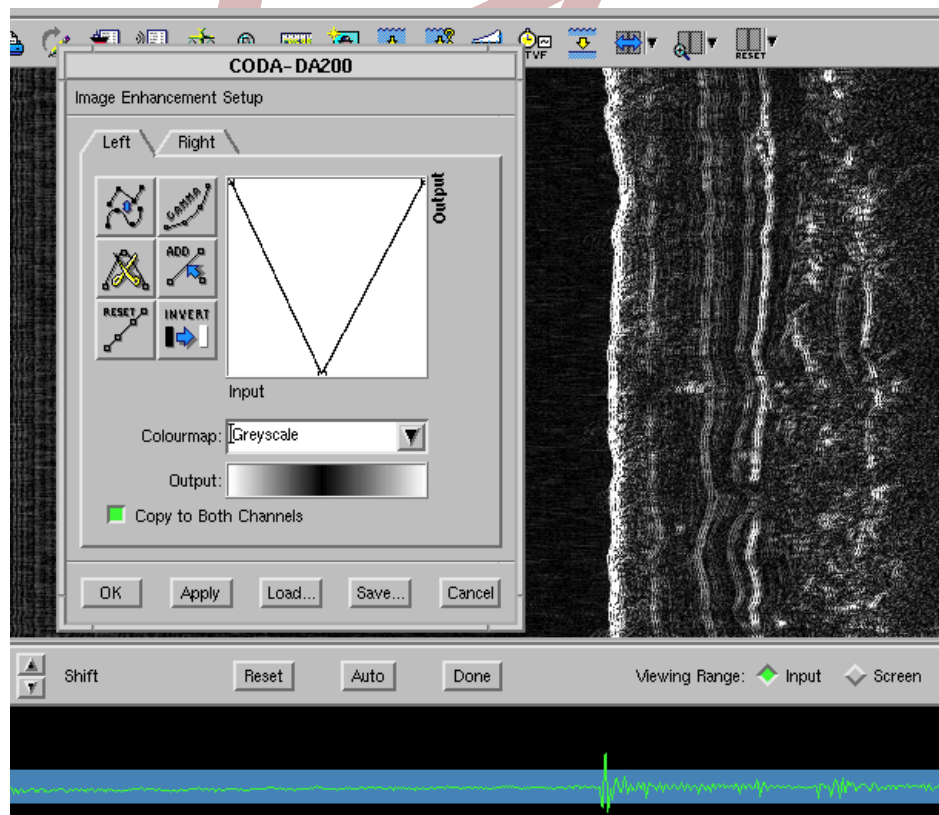 TVF
RESET
CODA-DA200
Image Enhancement Setup
Left
Right
GAMMA
ADD
RESET
INVERT
Output
Input
Colourmap: Greyscale
Output:
Copy to Both Channels
OK
Apply
Load...
Save...
Cancel
Shift
Reset
Auto
Done
Viewing Range: Input Screen